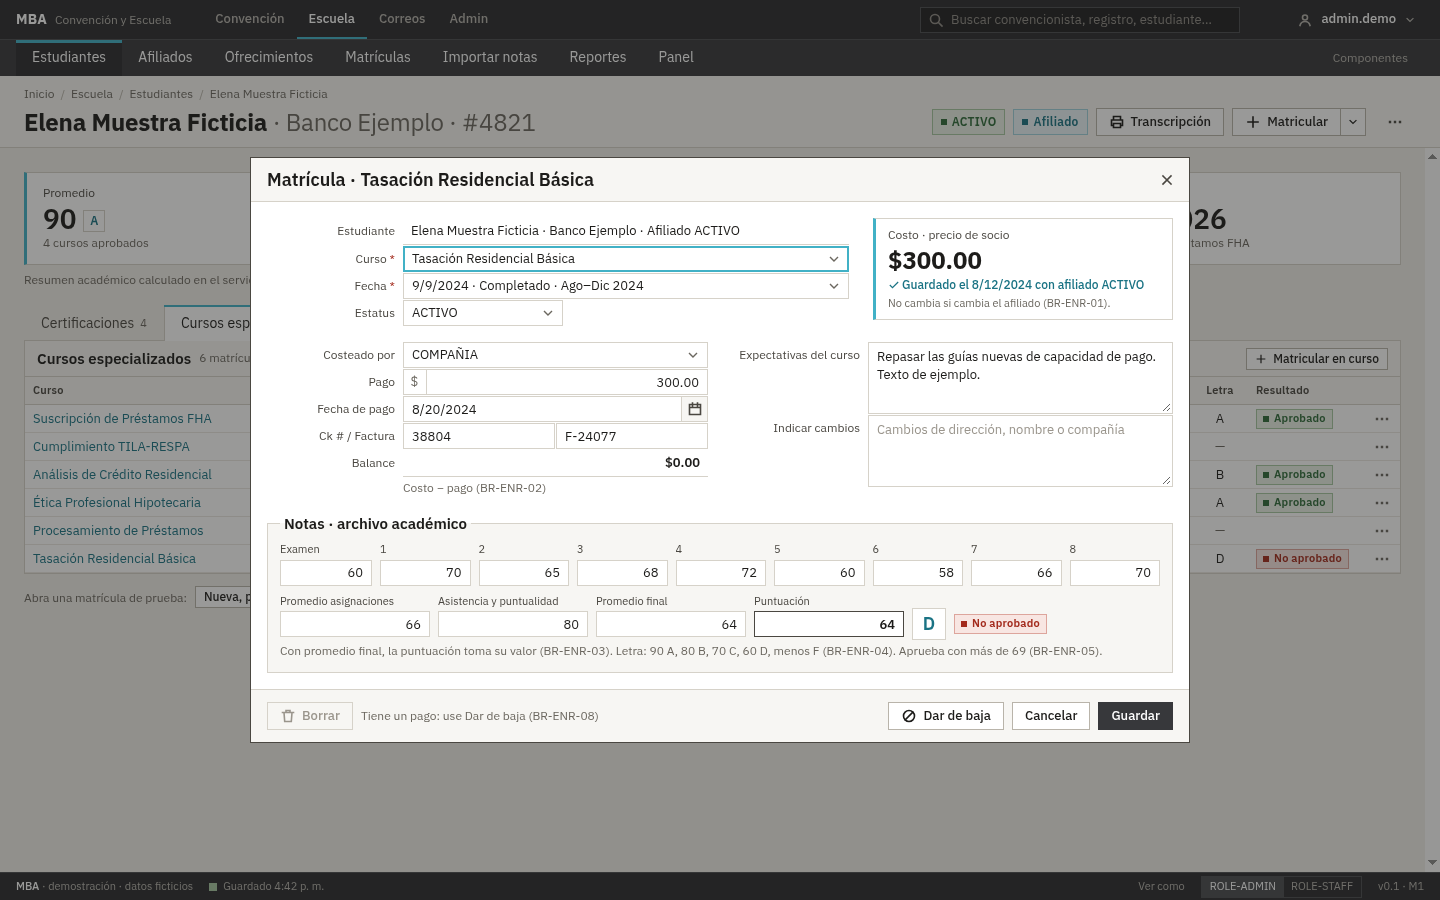 MBA Convención y Escuela Convención Escuela Correos Admin Buscar convencionista, registro, estudiante... admin.demo
Estudiantes Afiliados Ofrecimientos Matrículas Importar notas Reportes Panel Componentes
Inicio / Escuela / Estudiantes / Elena Muestra Ficticia
Elena Muestra Ficticia · Banco Ejemplo · #4821 ACTIVO Afiliado Transcripción Matricular
Promedio
90 A
4 cursos aprobados
Resumen académico calculado en el
Certificaciones 4
Cursos
Cursos especializados 6
Matricular en curso
Curso Letra Resultado
Suscripción de Préstamos FHA A Aprobado
Cumplimiento TILA-RESPA —
Análisis de Crédito Residencial B Aprobado
Ética Profesional Hipotecaria A Aprobado
Procesamiento de Préstamos —
Tasación Residencial Básica D No aprobado
Abra una matrícula de prueba: Nueva,
FHA
Matrícula · Tasación Residencial Básica
Estudiante Elena Muestra Ficticia · Banco Ejemplo · Afiliado ACTIVO
Curso * Tasación Residencial Básica
Fecha * 9/9/2024 · Completado · Ago–Dic 2024
Estatus ACTIVO
Costo · precio de socio
$300.00
Guardado el 8/12/2024 con afiliado ACTIVO
No cambia si cambia el afiliado (BR-ENR-01).
Costeado por COMPAÑIA
Pago $ 300.00
Fecha de pago 8/20/2024
Ck # / Factura 38804 F-24077
Balance $0.00
Costo − pago (BR-ENR-02)
Expectativas del curso Repasar las guías nuevas de capacidad de pago.
Texto de ejemplo.
Indicar cambios Cambios de dirección, nombre o compañía
Notas · archivo académico
Examen 1 2 3 4 5 6 7 8
60 70 65 68 72 60 58 66 70
Promedio asignaciones Asistencia y puntualidad Promedio final Puntuación
66 80 64 64 D No aprobado
Con promedio final, la puntuación toma su valor (BR-ENR-03). Letra: 90 A, 80 B, 70 C, 60 D, menos F (BR-ENR-04). Aprueba con más de 69 (BR-ENR-05).
Borrar Tiene un pago: use Dar de baja (BR-ENR-08) Dar de baja Cancelar Guardar
MBA · demostración · datos ficticios Guardado 4:42 p. m. Ver como ROLE-ADMIN ROLE-STAFF v0.1 · M1